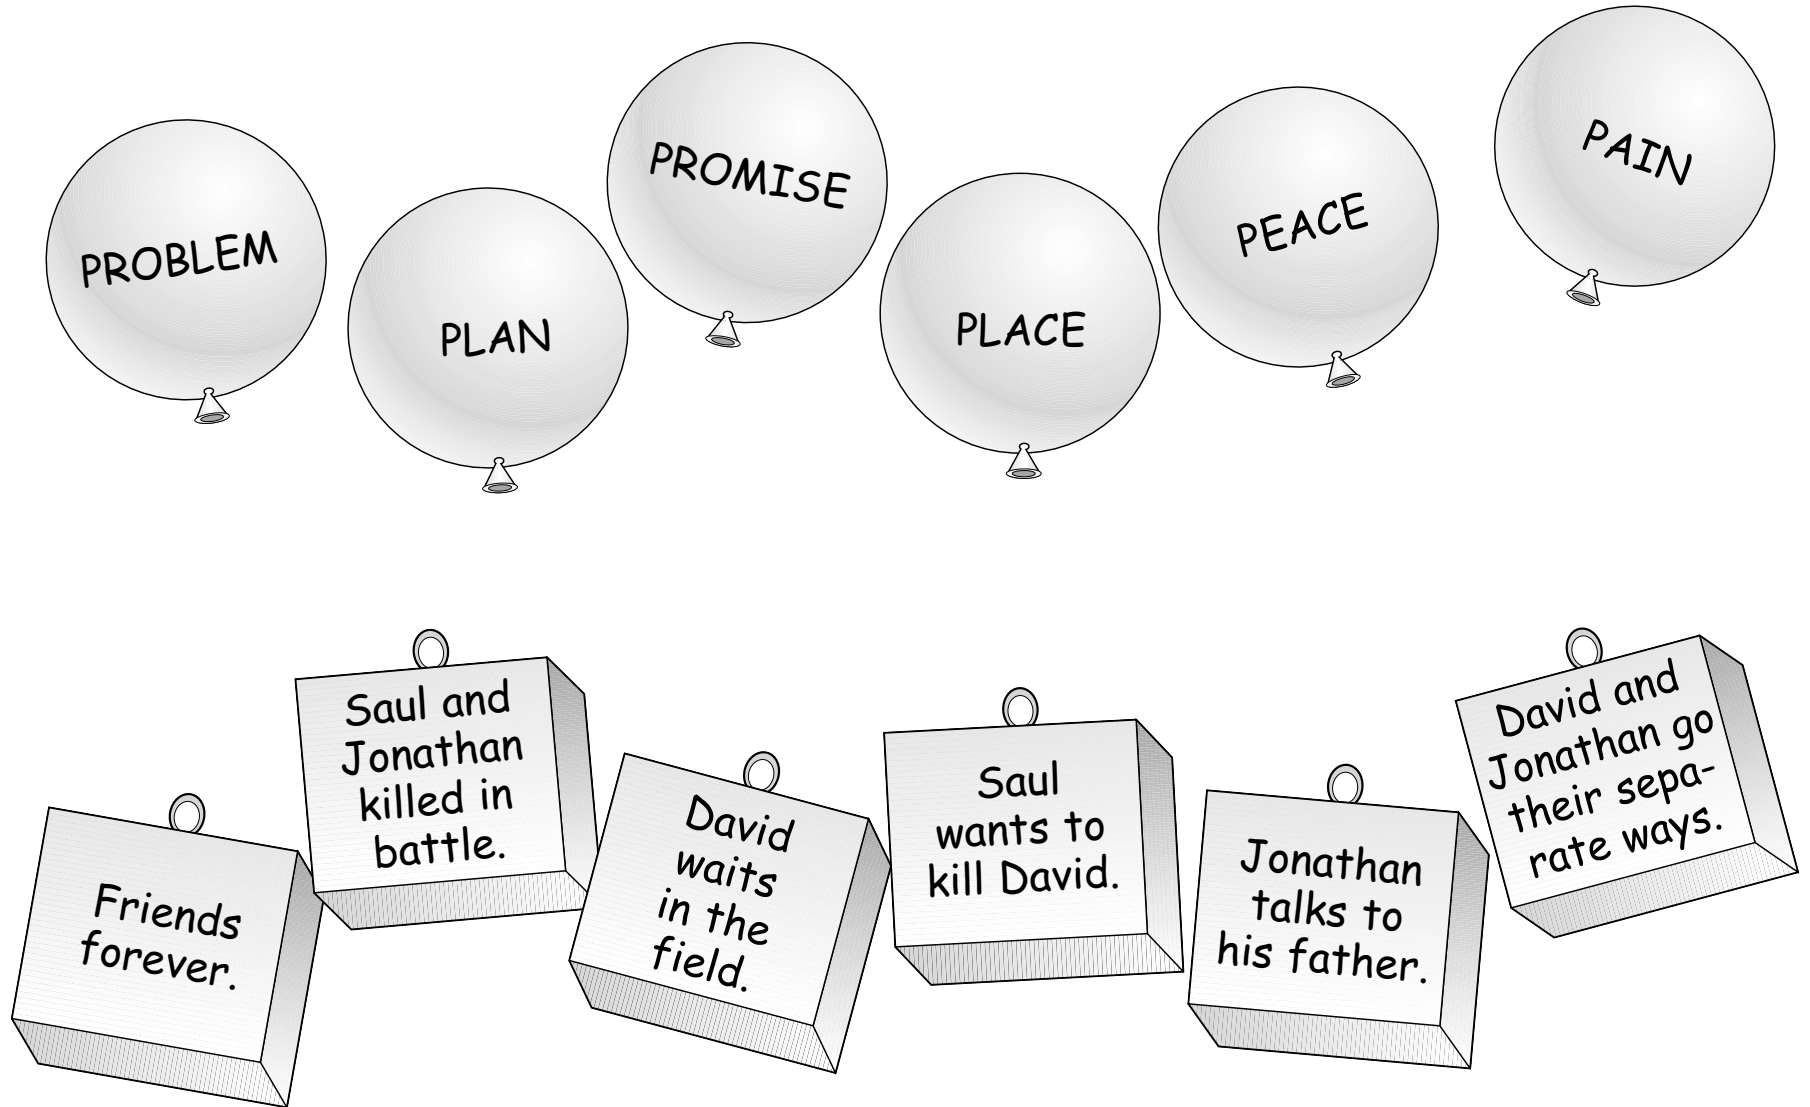 PROBLEM
PLAN
PROMISE
PLACE
PEACE
PAIN
Friends
forever.
Saul and
Jonathan
killed in
battle.
David
waits
in the
field.
Saul
wants to
kill David.
Jonathan
talks to
his father.
David and
Jonathan go
their sepa-
rate ways.